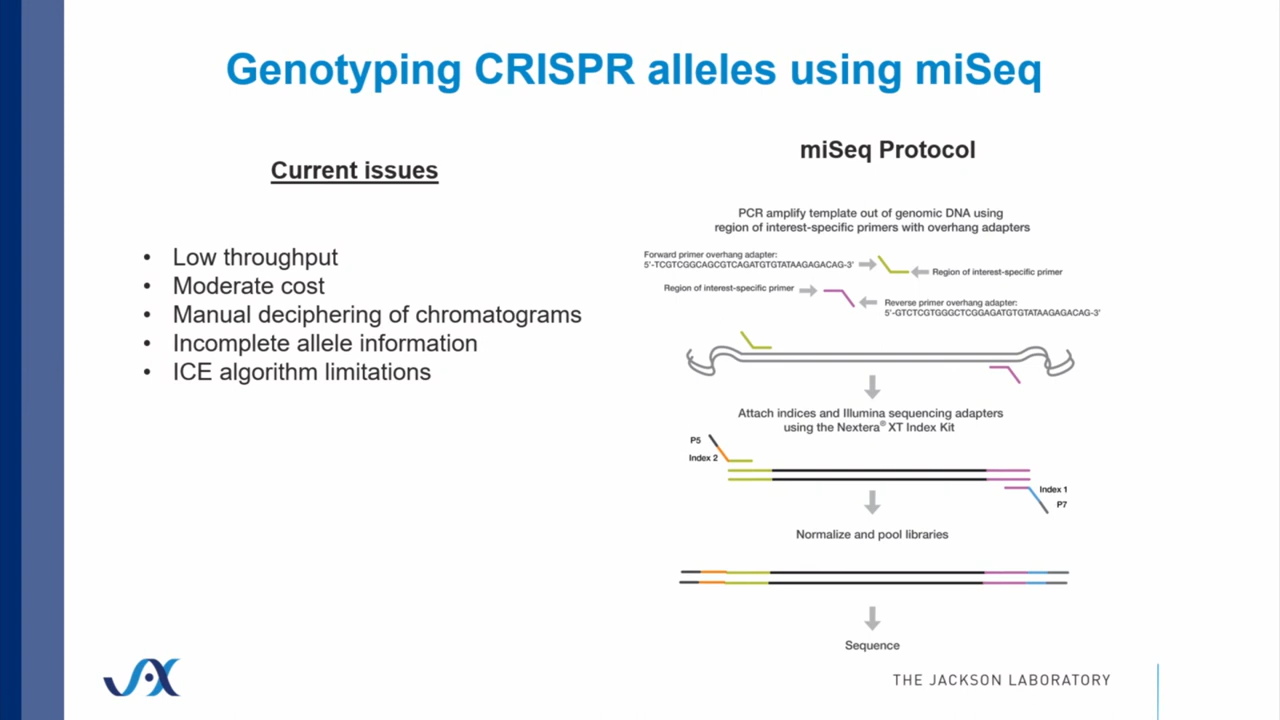 Genotyping CRISPR alleles using miSeq
Current issues
• Low throughput
• Moderate cost
• Manual deciphering of chromatograms
• Incomplete allele information
• ICE algorithm limitations
miSeq Protocol
PCR amplify template out of genomic DNA using
region of interest-specific primers with overhang adapters
Forward primer overhang adapter:
5'-TCGTCGGCAGCGTCAGATGTGTATAAGAGACAG-3'
Region of interest-specific primer
Region of interest-specific primer
Reverse primer overhang adapter:
5'-GTCTCGTGGGCTCGGAGATGTGTATAAGAGACAG-3'
Attach indices and Illumina sequencing adapters
using the Nextera® XT Index Kit
P5
Index 2
Index 1
P7
Normalize and pool libraries
Sequence
JAX
THE JACKSON LABORATORY